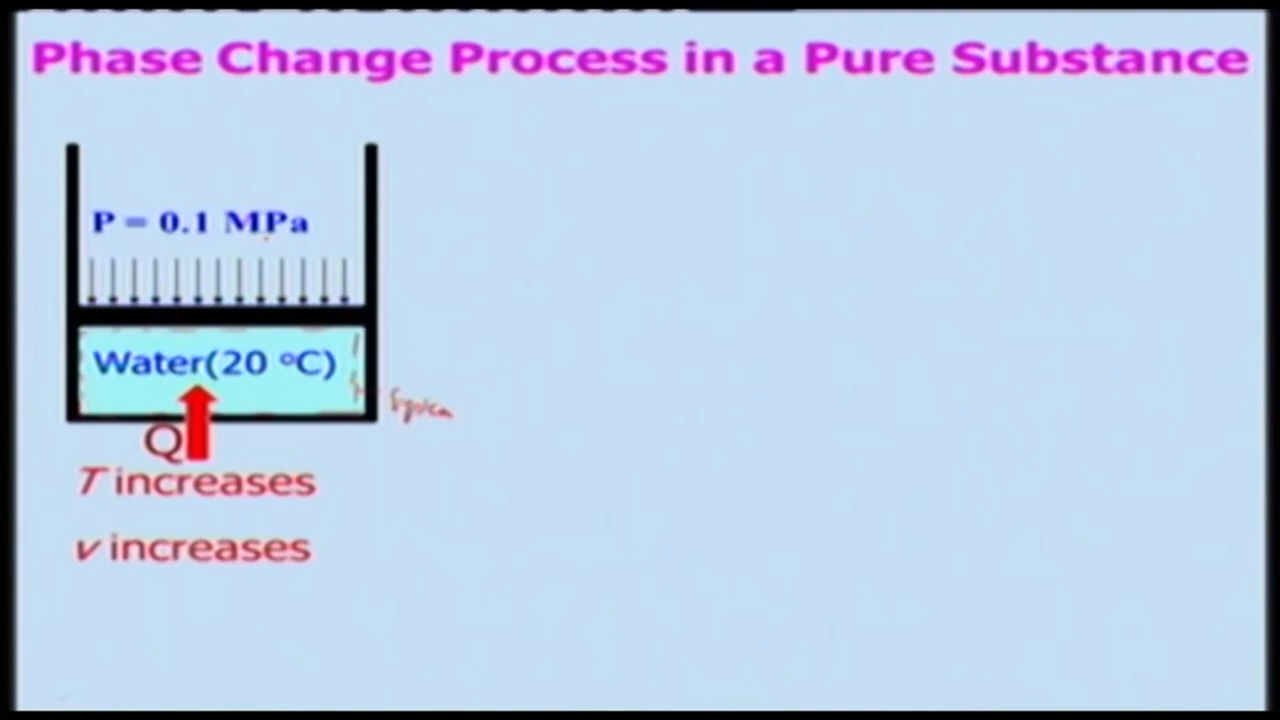 Phase Change Process in a Pure Substance
P = 0.1 MPa
Water(20 °C)
Q
T increases
v increases